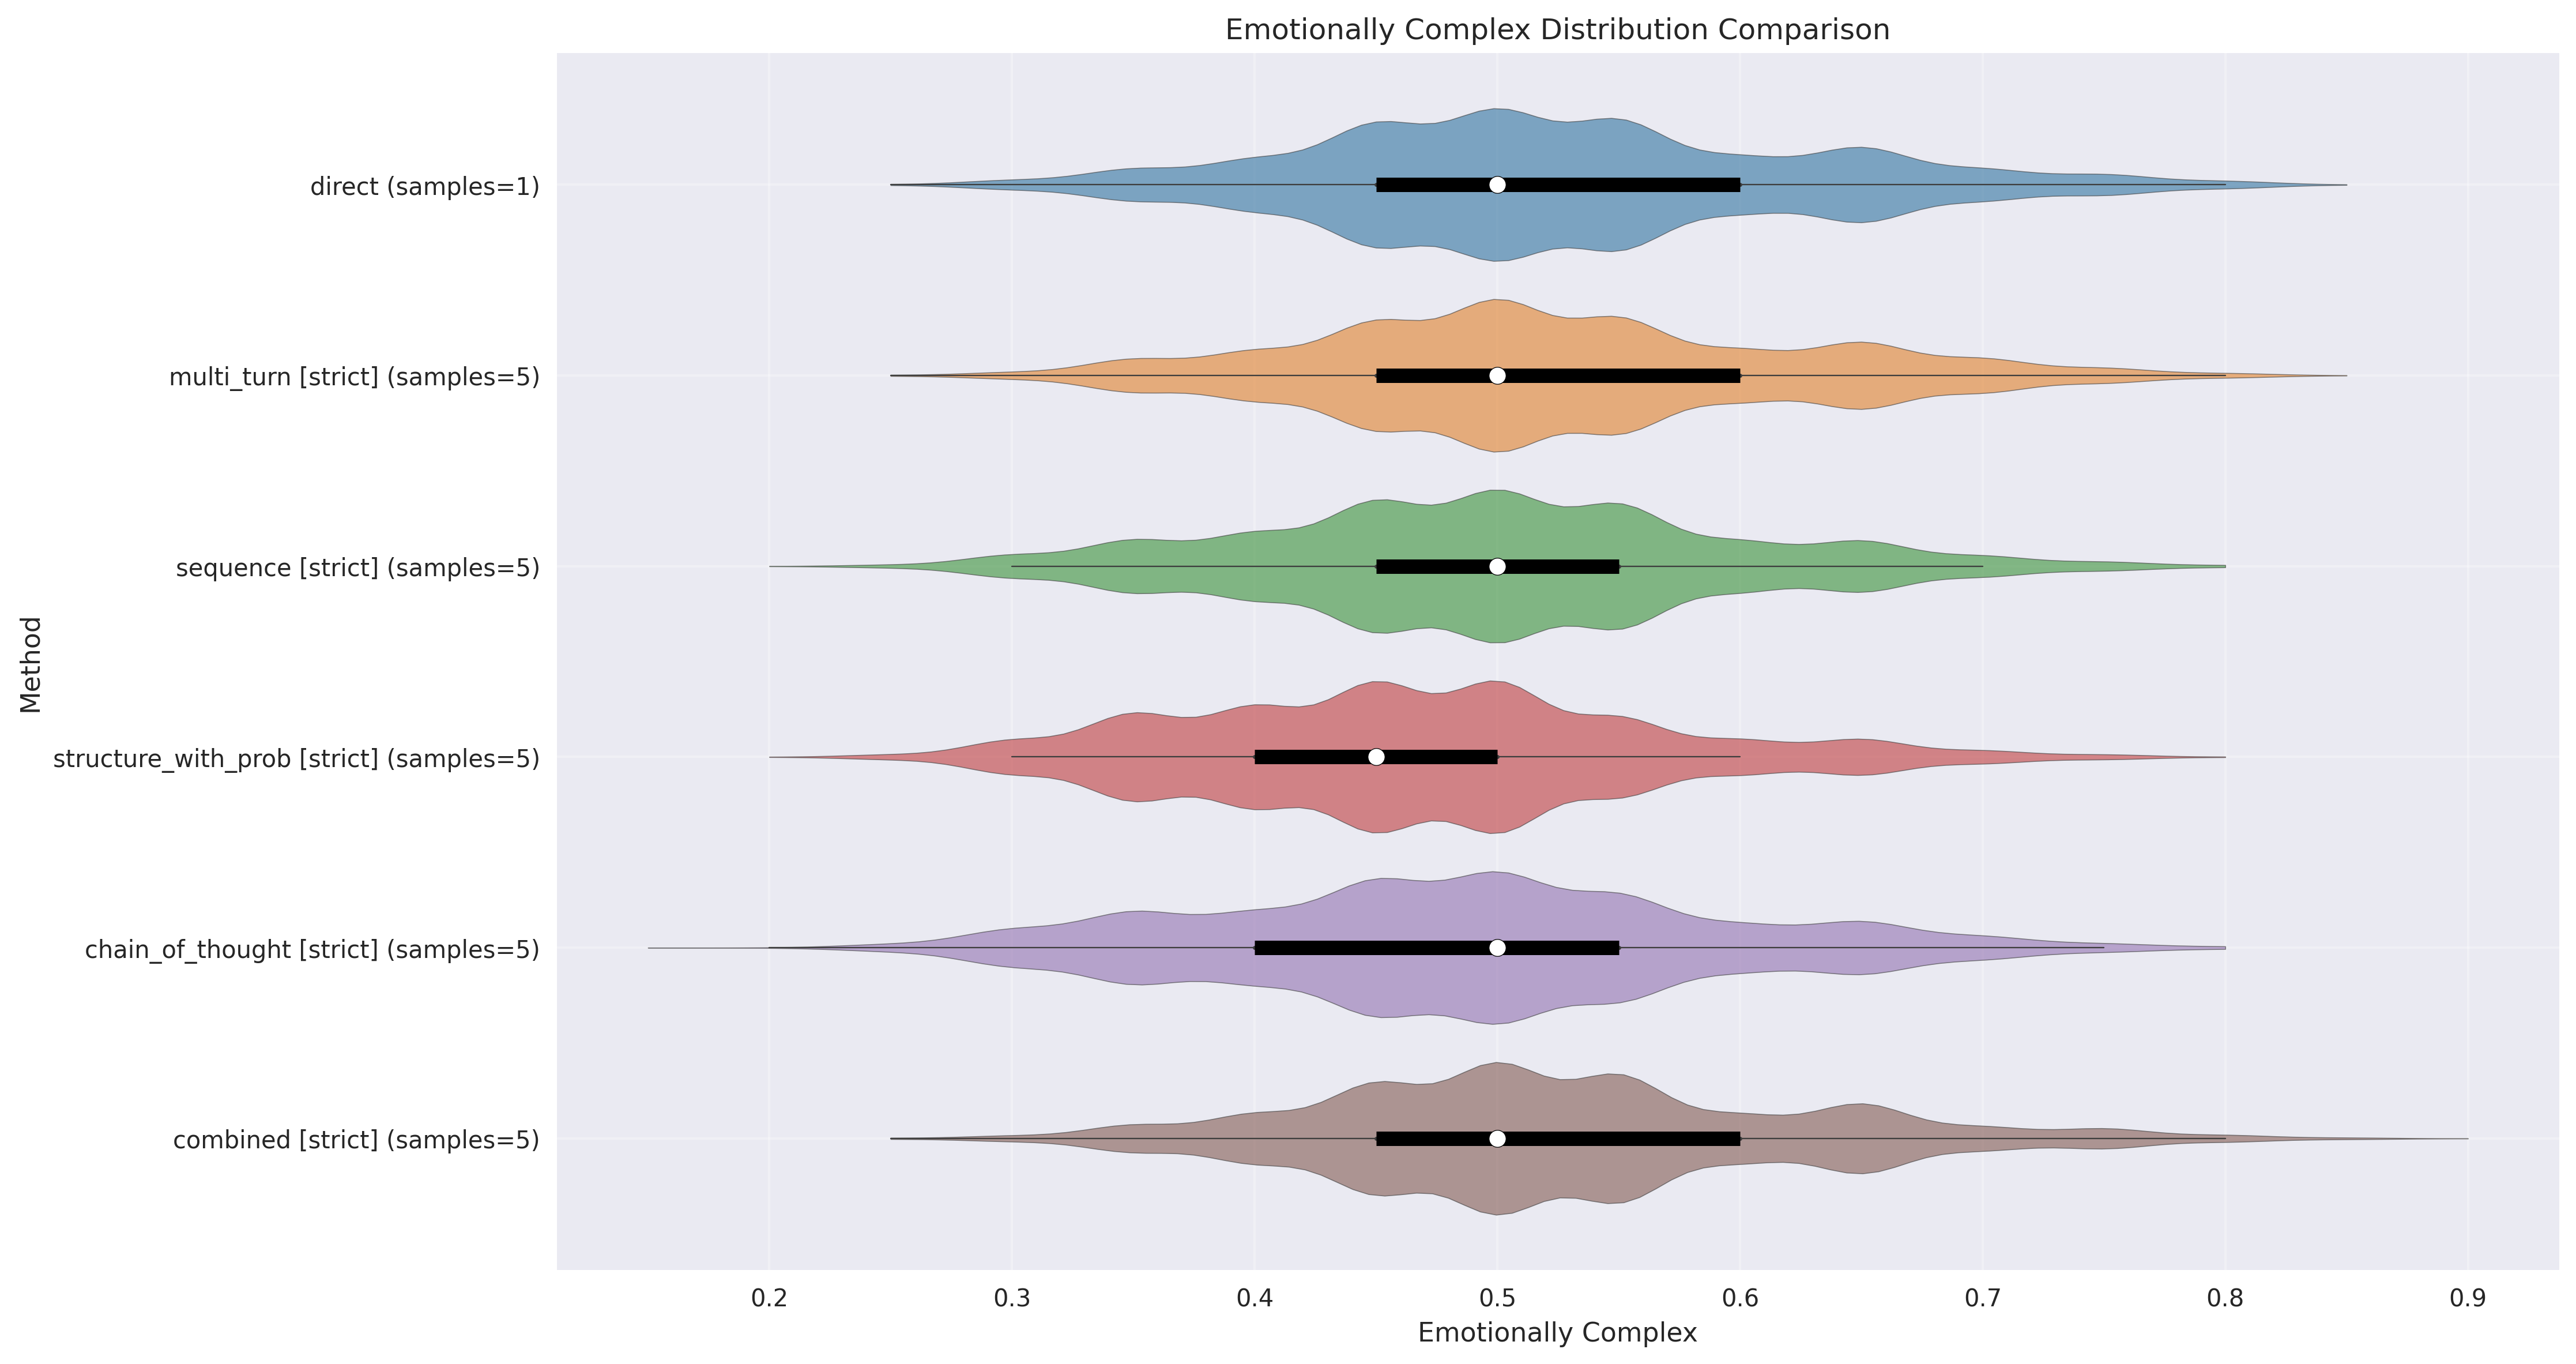 Emotionally Complex Distribution Comparison
Method
direct (samples=1)
multi_turn [strict] (samples=5)
sequence [strict] (samples=5)
structure_with_prob [strict] (samples=5)
chain_of_thought [strict] (samples=5)
combined [strict] (samples=5)
0.2 0.3 0.4 0.5 0.6 0.7 0.8 0.9
Emotionally Complex